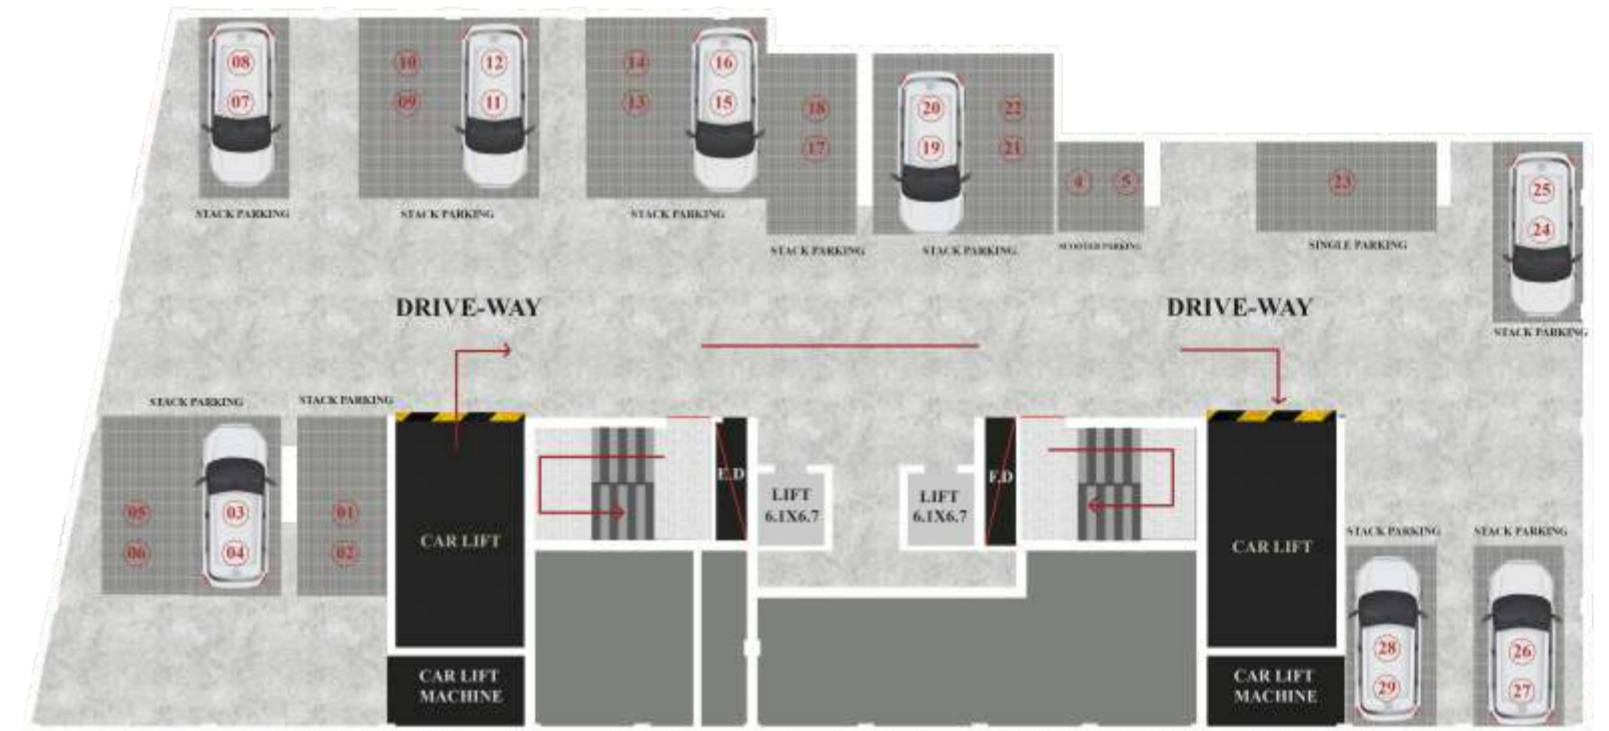 08
07
10
09
12
11
14
13
16
15
18
17
20
19
22
21
4
5
23
25
24
STACK PARKING
STACK PARKING
STACK PARKING
STACK PARKING
STACK PARKING
SCOOTER PARKING
SINGLE PARKING
STACK PARKING
DRIVE-WAY
DRIVE-WAY
STACK PARKING
STACK PARKING
05
06
03
04
01
02
CAR LIFT
E.D
LIFT
6.1X6.7
LIFT
6.1X6.7
F.D
CAR LIFT
STACK PARKING
STACK PARKING
28
29
26
27
CAR LIFT
MACHINE
CAR LIFT
MACHINE